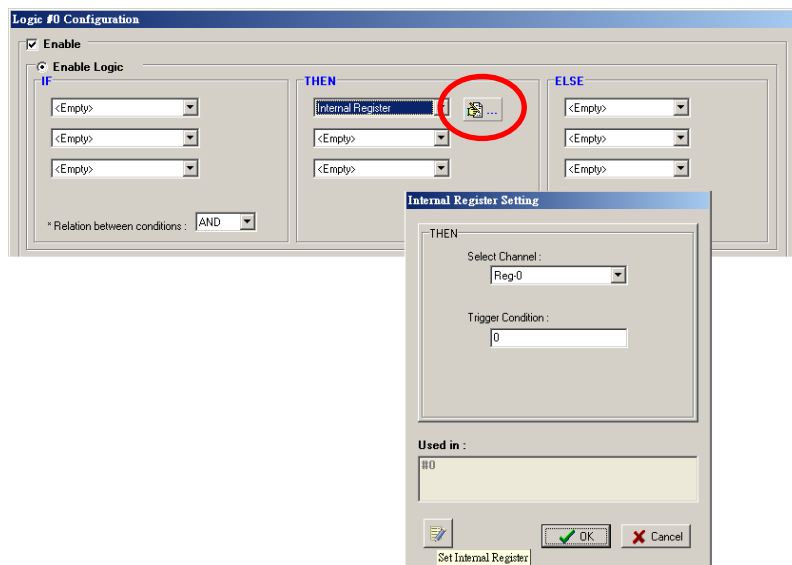 Logic #0 Configuration
Enable
Enable Logic
IF
THEN
ELSE
<Empty>
Internal Register
...
<Empty>
<Empty>
<Empty>
<Empty>
<Empty>
<Empty>
<Empty>
* Relation between conditions : AND
Internal Register Setting
THEN
Select Channel :
Reg-0
Trigger Condition :
0
Used in :
#0
OK
Cancel
Set Internal Register